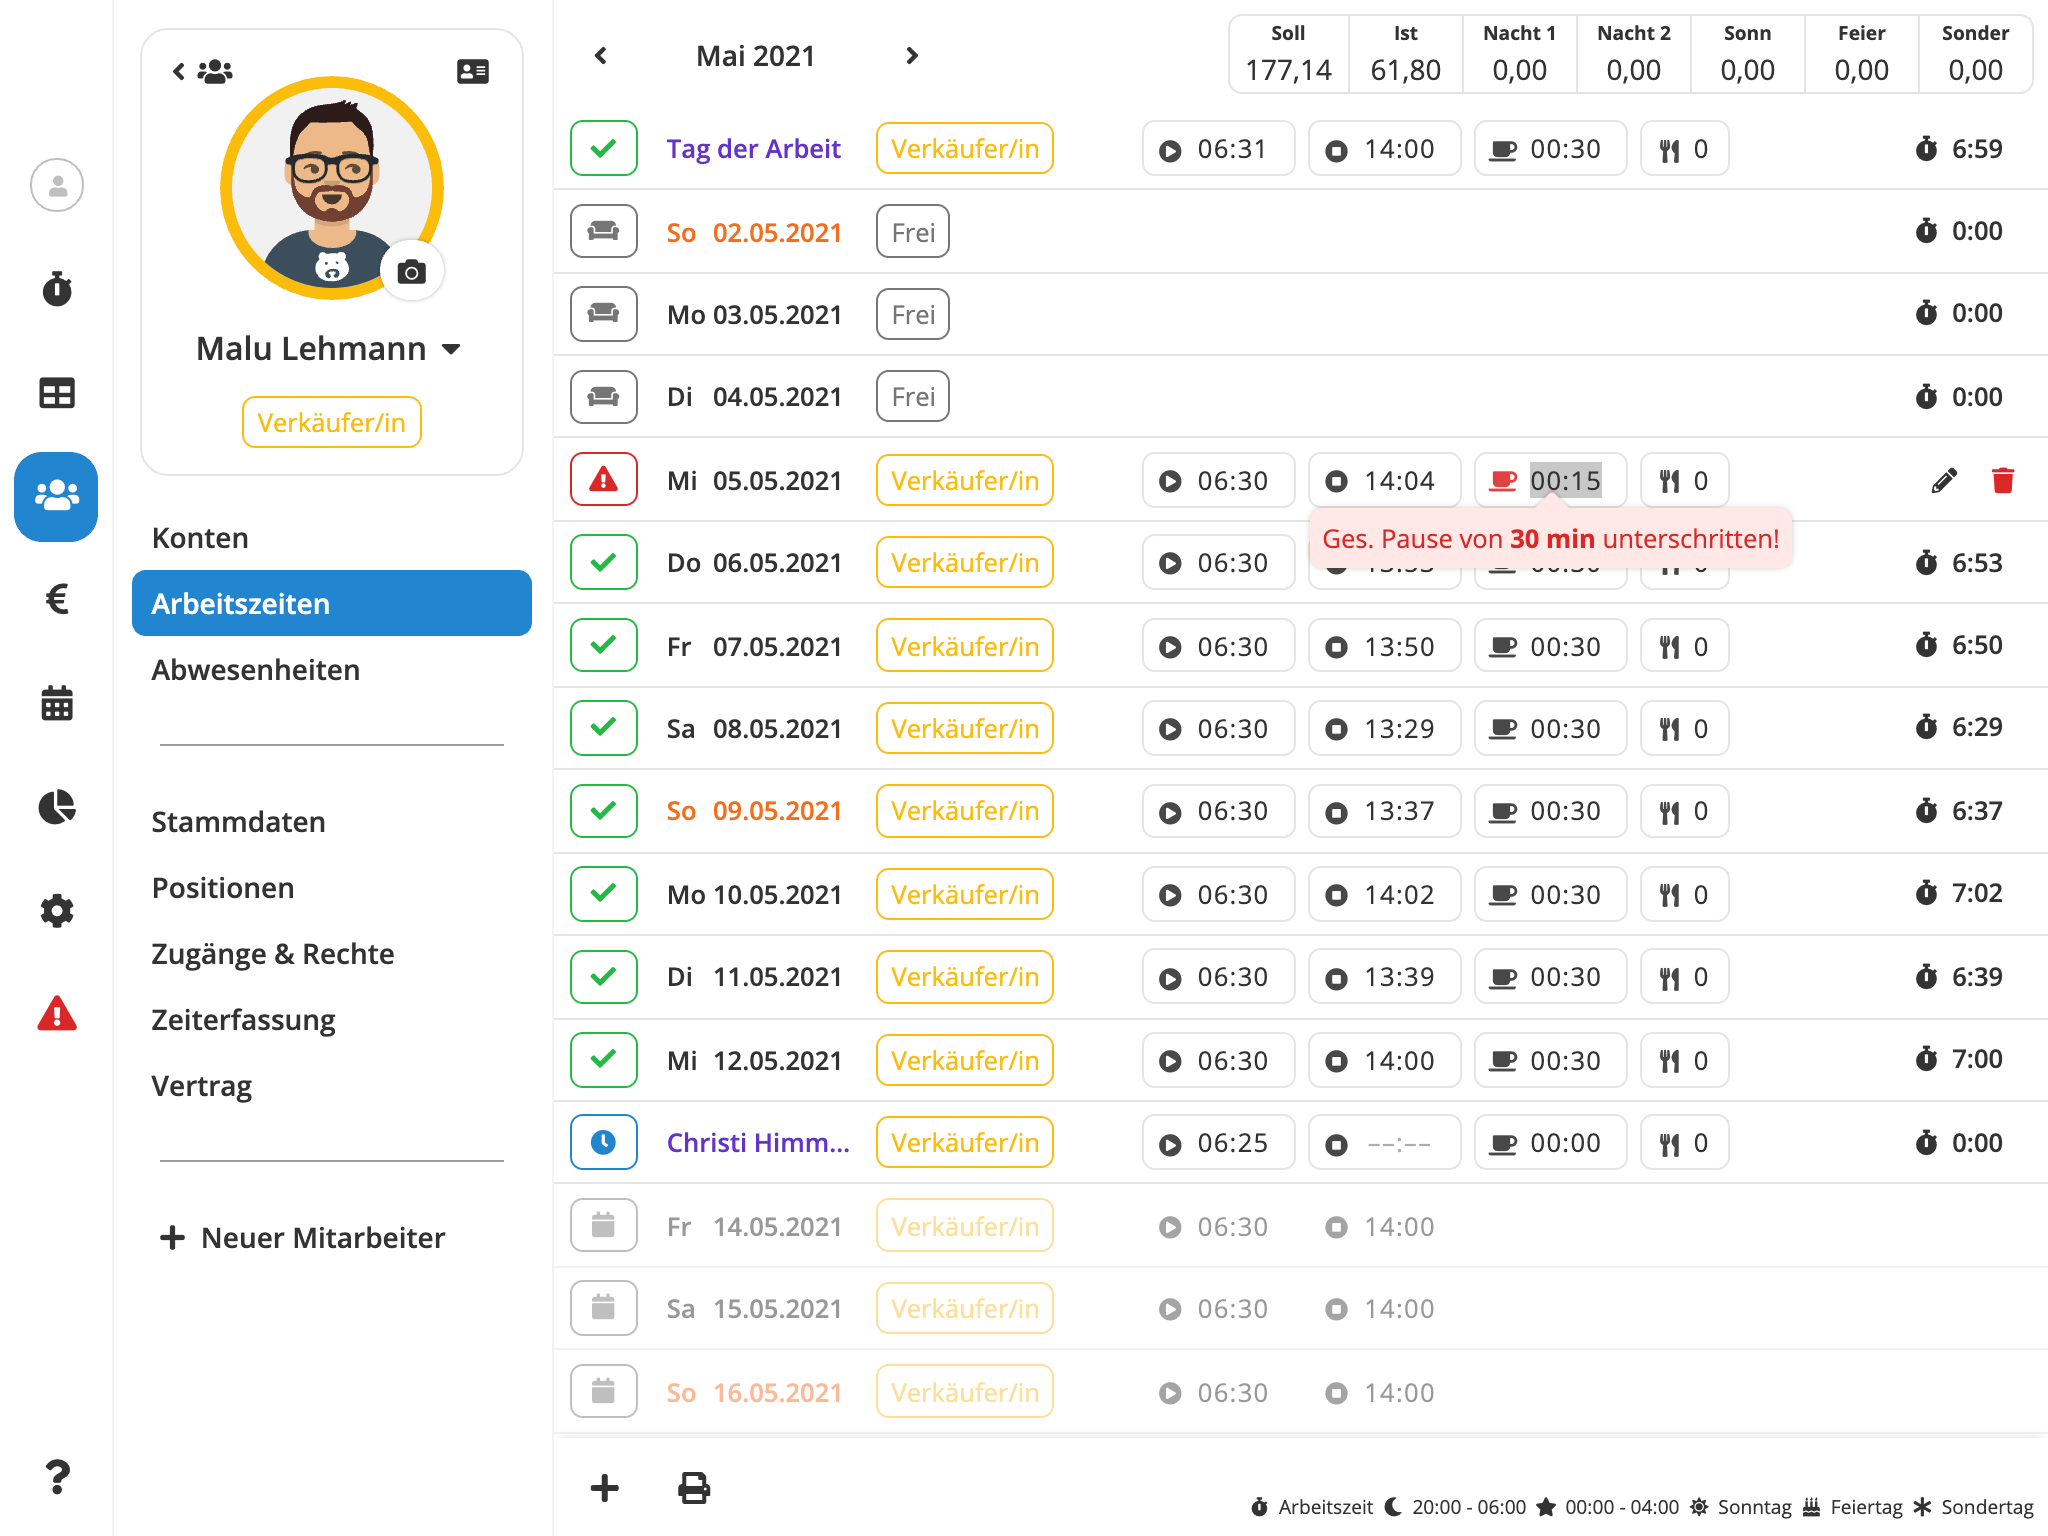 Malu Lehmann
Verkäufer/in
Konten
Arbeitszeiten
Abwesenheiten
Stammdaten
Positionen
Zugänge & Rechte
Zeiterfassung
Vertrag
Neuer Mitarbeiter
?
€
Mai 2021
Soll Ist Nacht 1 Nacht 2 Sonn Feier Sonder
177,14 61,80 0,00 0,00 0,00 0,00 0,00
Tag der Arbeit Verkäufer/in 06:31 14:00 00:30 0 6:59
So 02.05.2021 Frei 0:00
Mo 03.05.2021 Frei 0:00
Di 04.05.2021 Frei 0:00
Mi 05.05.2021 Verkäufer/in 06:30 14:04 00:15 0
Ges. Pause von 30 min unterschritten!
Do 06.05.2021 Verkäufer/in 06:30 6:53
Fr 07.05.2021 Verkäufer/in 06:30 13:50 00:30 0 6:50
Sa 08.05.2021 Verkäufer/in 06:30 13:29 00:30 0 6:29
So 09.05.2021 Verkäufer/in 06:30 13:37 00:30 0 6:37
Mo 10.05.2021 Verkäufer/in 06:30 14:02 00:30 0 7:02
Di 11.05.2021 Verkäufer/in 06:30 13:39 00:30 0 6:39
Mi 12.05.2021 Verkäufer/in 06:30 14:00 00:30 0 7:00
Christi Himm... Verkäufer/in 06:25 --:-- 00:00 0 0:00
Fr 14.05.2021 Verkäufer/in 06:30 14:00
Sa 15.05.2021 Verkäufer/in 06:30 14:00
So 16.05.2021 Verkäufer/in 06:30 14:00
Arbeitszeit 20:00 - 06:00 00:00 - 04:00 Sonntag Feiertag Sondertag